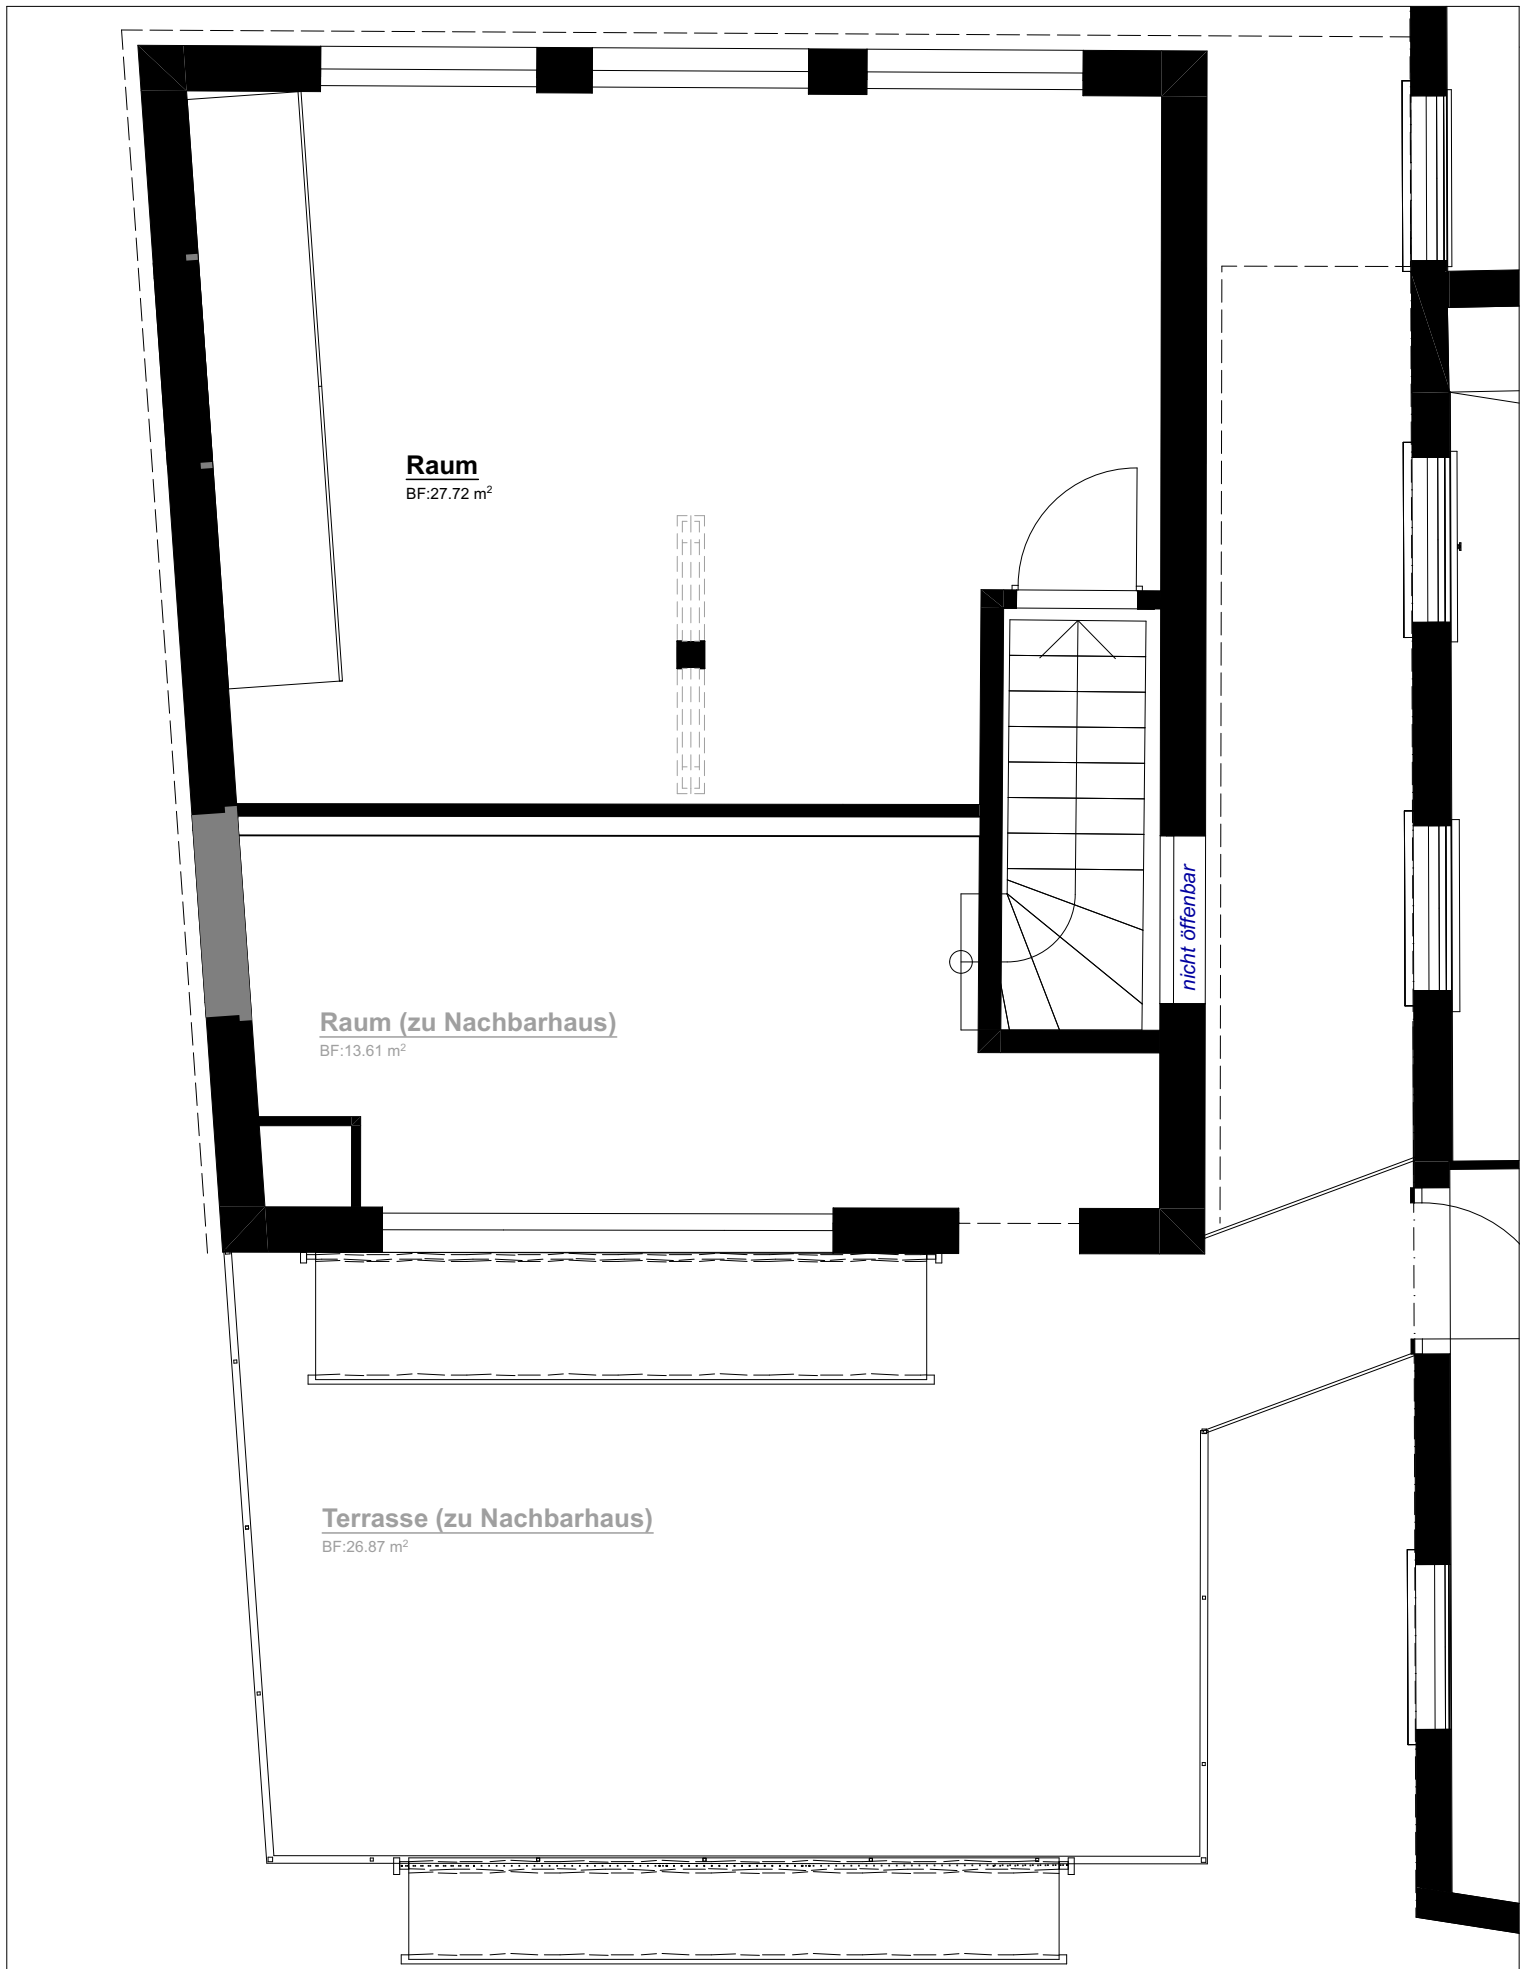 Raum
BF:27.72 m²
nicht öffenbar
Raum (zu Nachbarhaus)
BF:13.61 m²
Terrasse (zu Nachbarhaus)
BF:26.87 m²